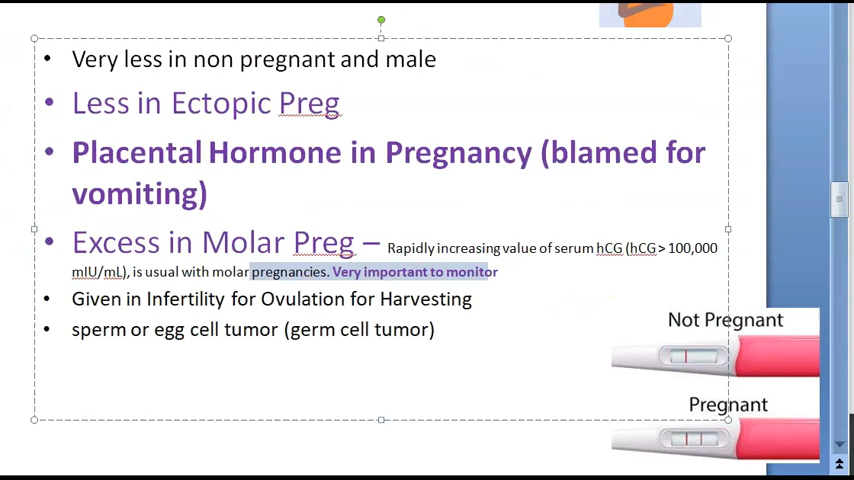 Very less in non pregnant and male
Less in Ectopic Preg
Placental Hormone in Pregnancy (blamed for
vomiting)
Excess in Molar Preg – Rapidly increasing value of serum hCG (hCG > 100,000
mIU/mL), is usual with molar pregnancies. Very important to monitor
Given in Infertility for Ovulation for Harvesting
sperm or egg cell tumor (germ cell tumor)
Not Pregnant
Pregnant